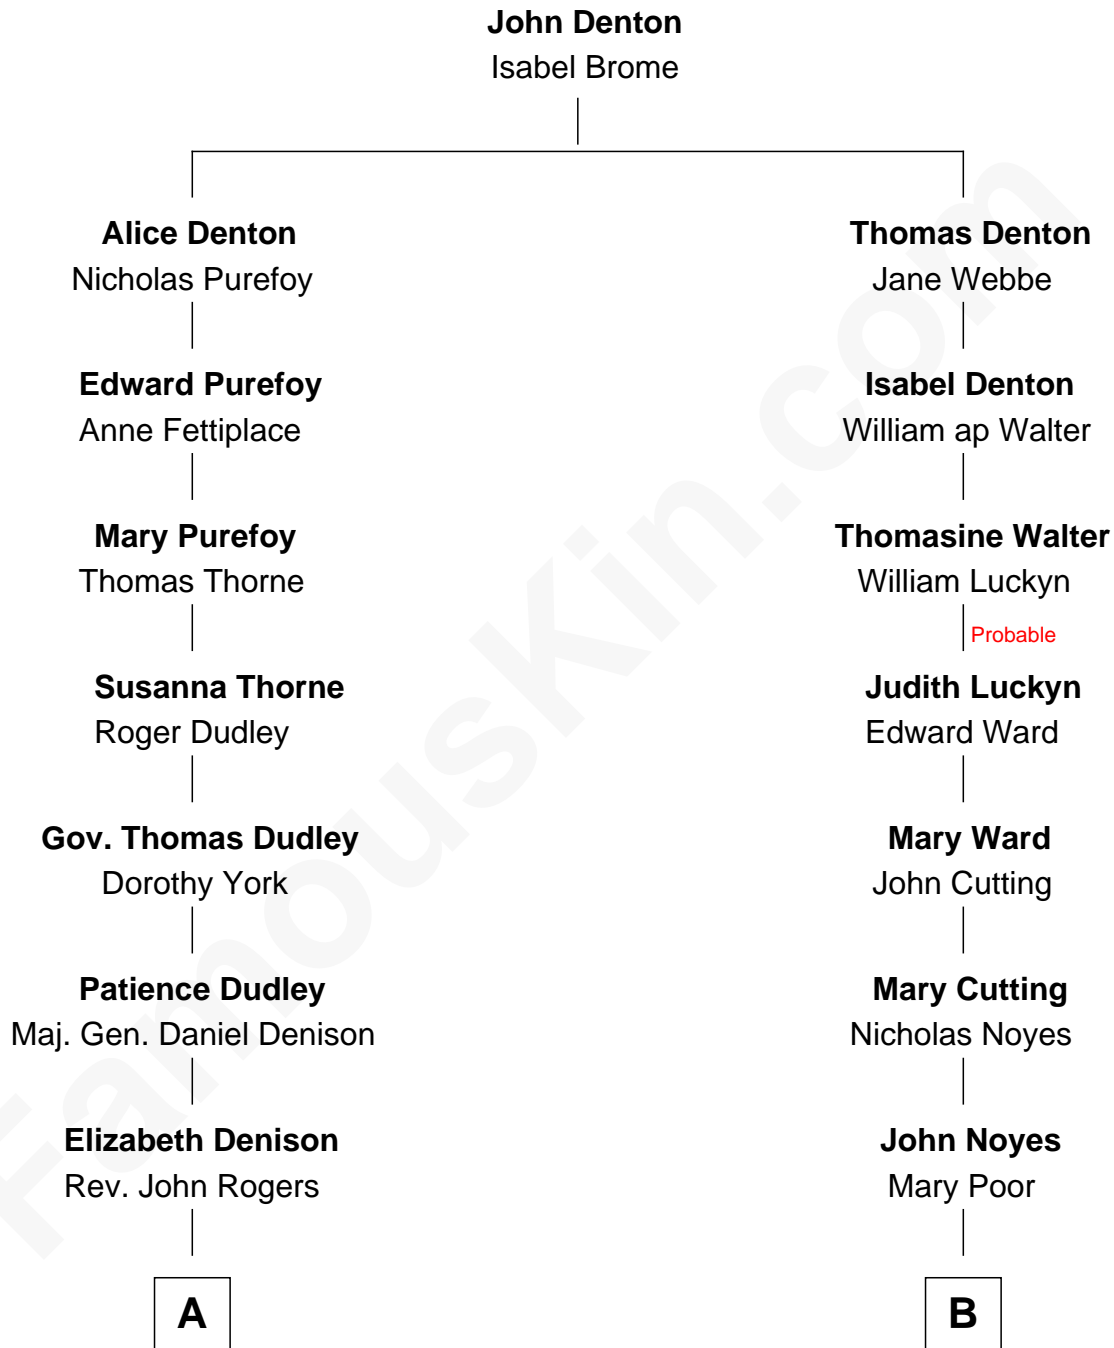 John Denton
Isabel Brome
Alice Denton
Nicholas Purefoy
Thomas Denton
Jane Webbe
Edward Purefoy
Anne Fettiplace
Isabel Denton
William ap Walter
Mary Purefoy
Thomas Thorne
Thomasine Walter
William Luckyn
Probable
Susanna Thorne
Roger Dudley
Judith Luckyn
Edward Ward
Gov. Thomas Dudley
Dorothy York
Mary Ward
John Cutting
Patience Dudley
Maj. Gen. Daniel Denison
Mary Cutting
Nicholas Noyes
Elizabeth Denison
Rev. John Rogers
John Noyes
Mary Poor
A
B
FamousKin.com